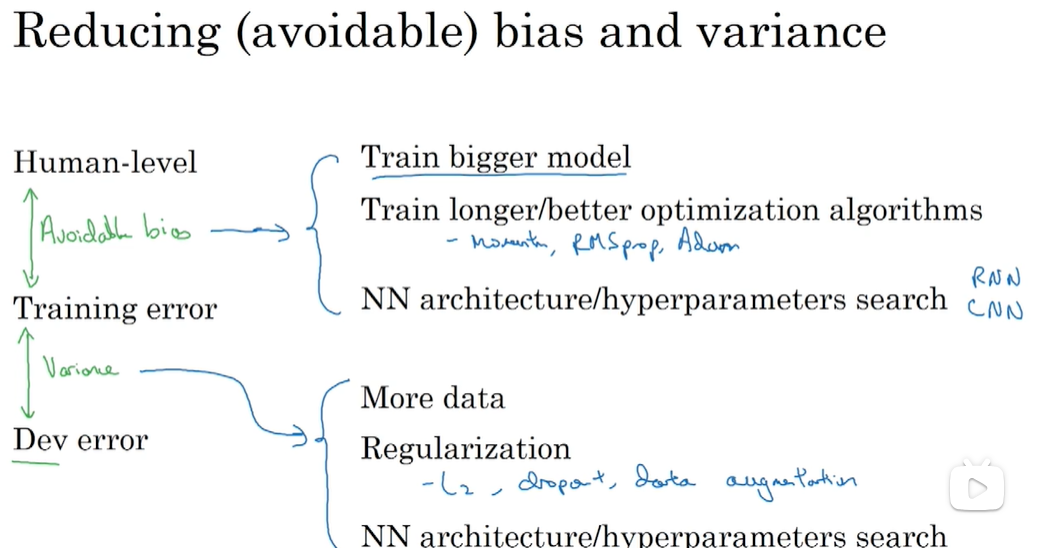 Reducing (avoidable) bias and variance
Human-level
Train bigger model
Avoidable bias
Train longer/better optimization algorithms
- Momentum, RMSprop, Adam
Training error
NN architecture/hyperparameters search
RNN
CNN
Variance
More data
Dev error
Regularization
- L2, dropout, data augmentation
NN architecture/hyperparameters search